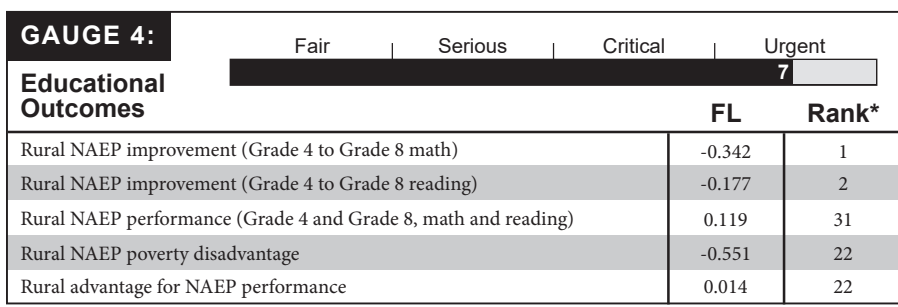 GAUGE 4:
Fair Serious Critical Urgent
7
Educational
Outcomes
FL Rank*
Rural NAEP improvement (Grade 4 to Grade 8 math) -0.342 1
Rural NAEP improvement (Grade 4 to Grade 8 reading) -0.177 2
Rural NAEP performance (Grade 4 and Grade 8, math and reading) 0.119 31
Rural NAEP poverty disadvantage -0.551 22
Rural advantage for NAEP performance 0.014 22